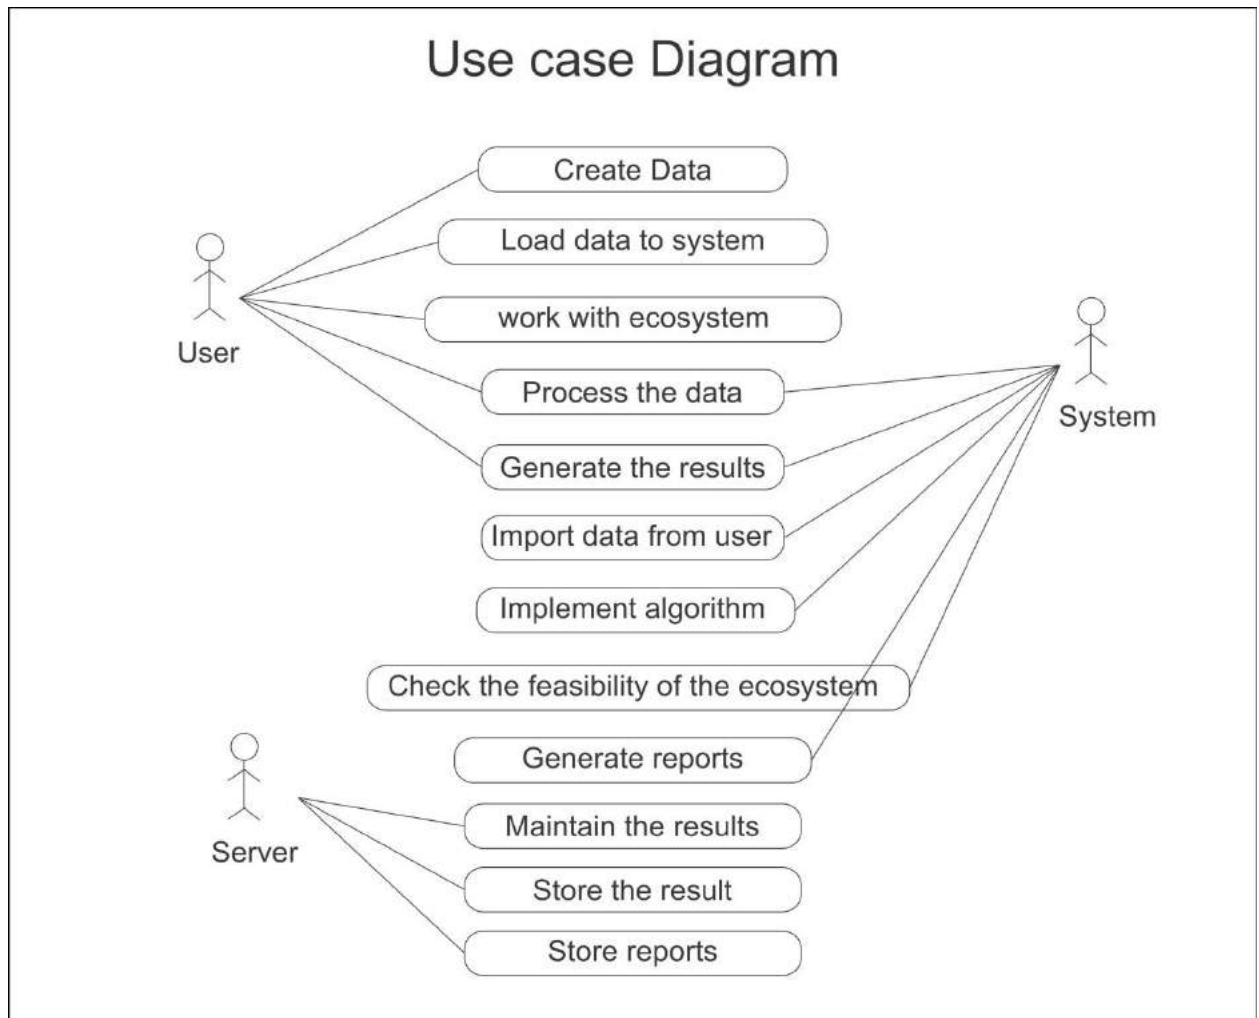 Use case Diagram
Create Data
Load data to system
work with ecosystem
User
Process the data
System
Generate the results
Import data from user
Implement algorithm
Check the feasibility of the ecosystem
Generate reports
Maintain the results
Server
Store the result
Store reports